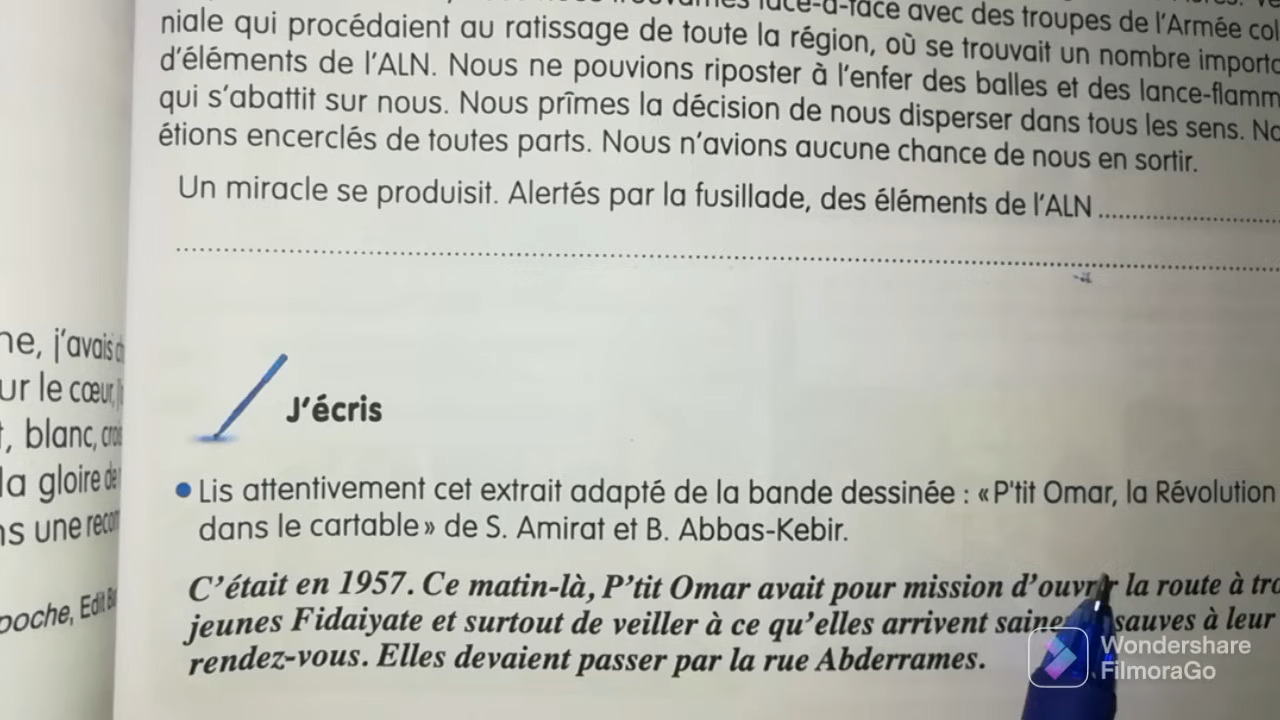 face-à-face avec des troupes de l'Armée col
niale qui procédaient au ratissage de toute la région, où se trouvait un nombre importa
d'éléments de l'ALN. Nous ne pouvions riposter à l'enfer des balles et des lance-flamm
qui s'abattit sur nous. Nous prîmes la décision de nous disperser dans tous les sens. No
étions encerclés de toutes parts. Nous n'avions aucune chance de nous en sortir.
Un miracle se produisit. Alertés par la fusillade, des éléments de l'ALN
ne, j'avais
ur le cœur,
blanc,
la gloire de
ns une
poche, Edit
J'écris
• Lis attentivement cet extrait adapté de la bande dessinée : «P'tit Omar, la Révolution
dans le cartable» de S. Amirat et B. Abbas-Kebir.
C'était en 1957. Ce matin-là, P'tit Omar avait pour mission d'ouvrir la route à tro
jeunes Fidaiyate et surtout de veiller à ce qu'elles arrivent saine sauves à leur
rendez-vous. Elles devaient passer par la rue Abderrames.
Wondershare
FilmoraGo